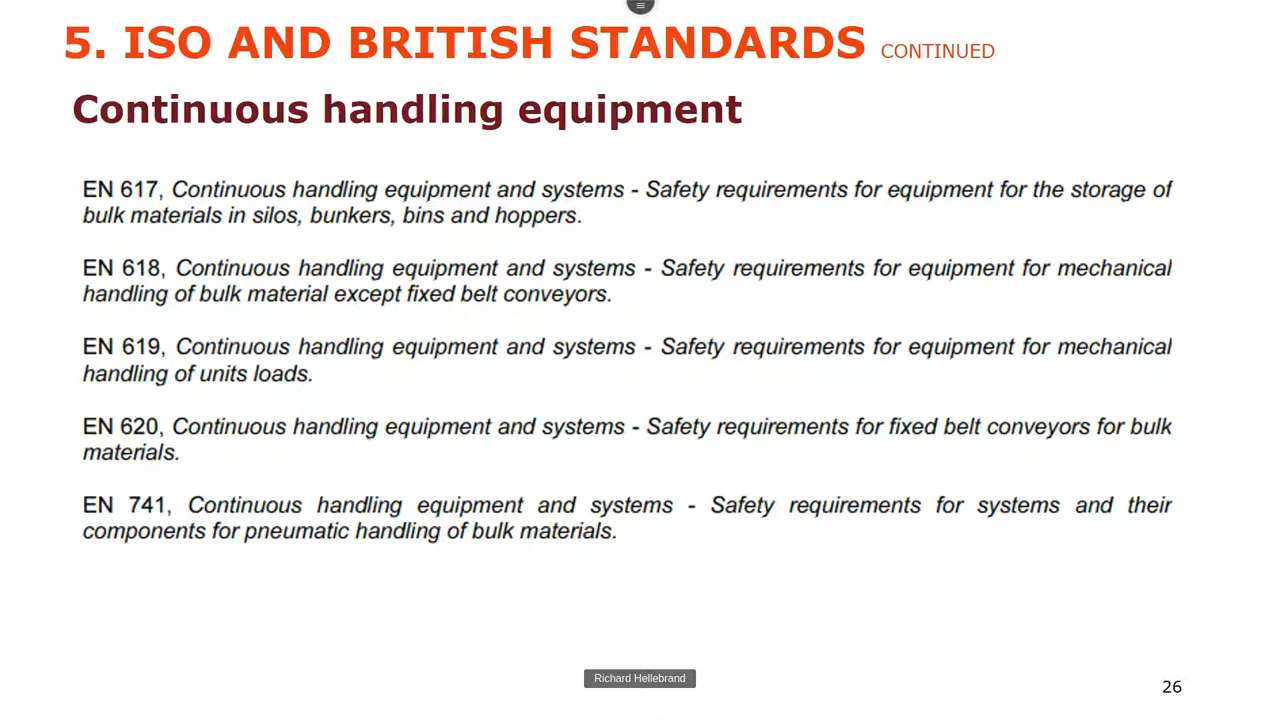 5. ISO AND BRITISH STANDARDS CONTINUED
Continuous handling equipment
EN 617, Continuous handling equipment and systems - Safety requirements for equipment for the storage of
bulk materials in silos, bunkers, bins and hoppers.
EN 618, Continuous handling equipment and systems - Safety requirements for equipment for mechanical
handling of bulk material except fixed belt conveyors.
EN 619, Continuous handling equipment and systems - Safety requirements for equipment for mechanical
handling of units loads.
EN 620, Continuous handling equipment and systems - Safety requirements for fixed belt conveyors for bulk
materials.
EN 741, Continuous handling equipment and systems - Safety requirements for systems and their
components for pneumatic handling of bulk materials.
Richard Hellebrand
26